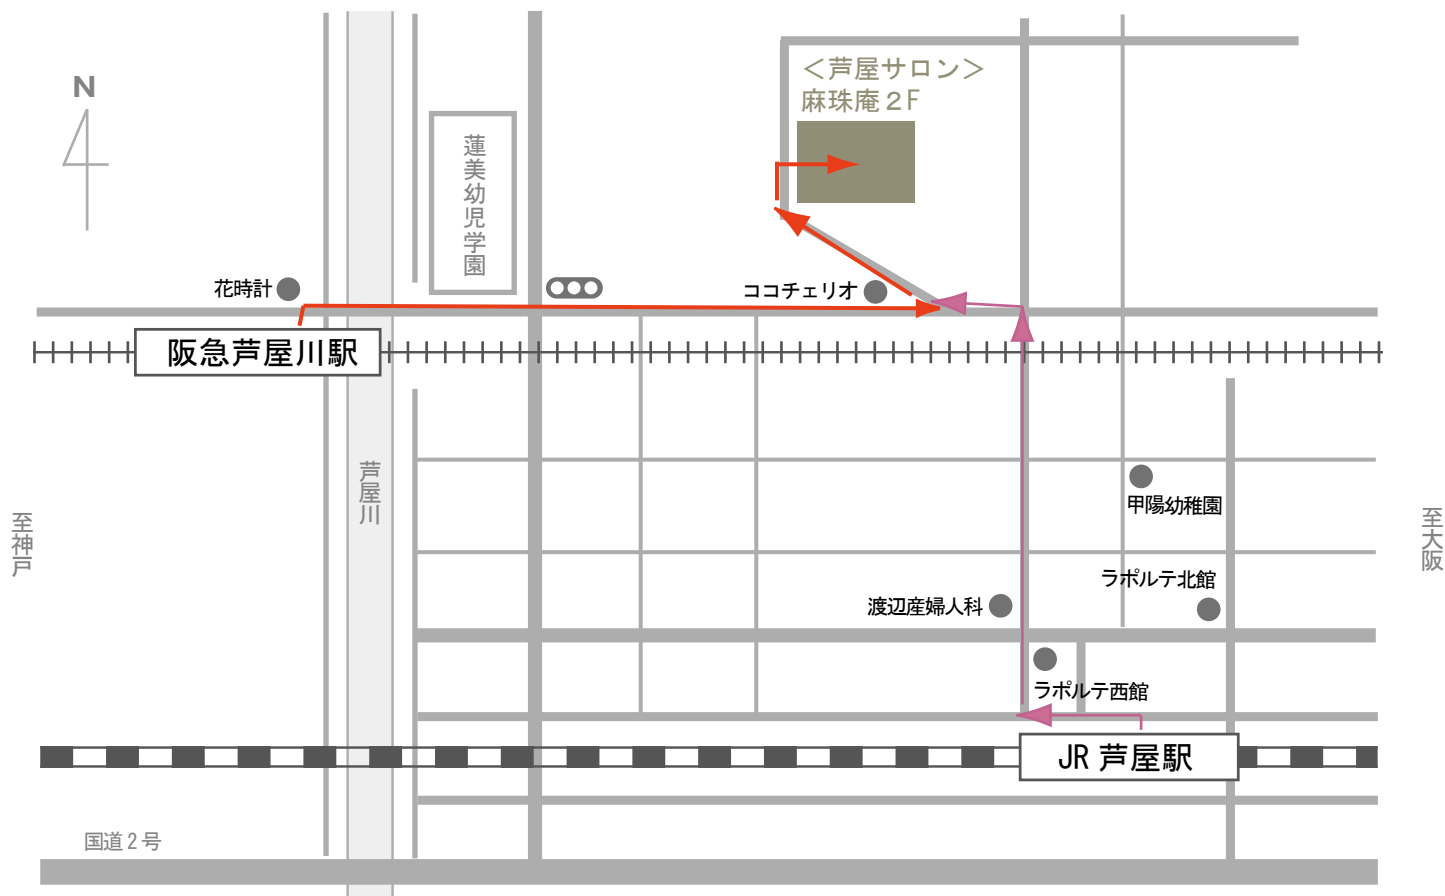 N
＜芦屋サロン＞
麻珠庵２F
蓮美幼児学園
花時計
ココチェリオ
阪急芦屋川駅
芦屋川
至神戸
至大阪
甲陽幼稚園
ラポルテ北館
渡辺産婦人科
ラポルテ西館
JR 芦屋駅
国道２号